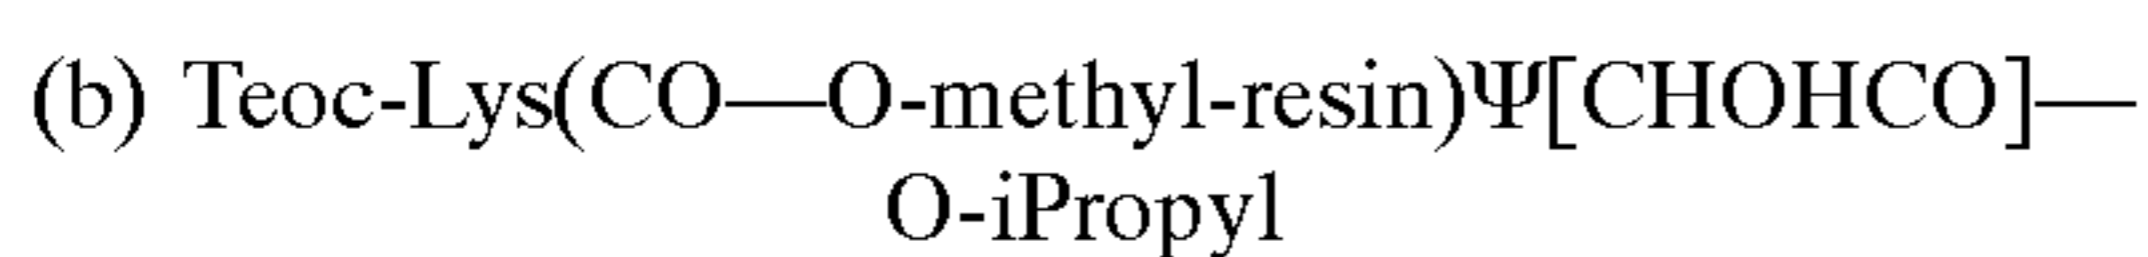 (b) Teoc-Lys(CO—O-methyl-resin)Ψ[CHOHCO]—
O-iPropyl